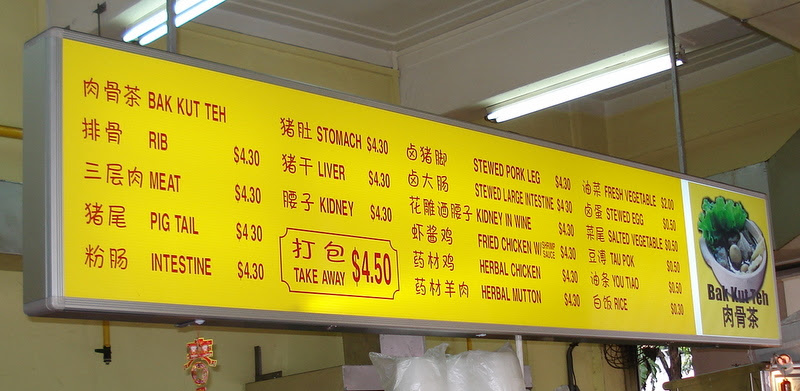 肉骨茶 BAK KUT TEH
排骨 RIB $4.30
三层肉 MEAT $4.30
猪尾 PIG TAIL $4.30
粉肠 INTESTINE $4.30
猪肚 STOMACH $4.30
猪干 LIVER $4.30
腰子 KIDNEY $4.30
打包
TAKE AWAY $4.50
卤猪脚 STEWED PORK LEG $4.30
卤大肠 STEWED LARGE INTESTINE $4.30
花雕酒腰子 KIDNEY IN WINE $4.30
虾酱鸡 FRIED CHICKEN W/ SHRIMP SAUCE $4.30
药材鸡 HERBAL CHICKEN $4.30
药材羊肉 HERBAL MUTTON $4.30
油菜 FRESH VEGETABLE $2.00
卤蛋 STEWED EGG $0.50
菜尾 SALTED VEGETABLE $0.50
TAU POK $0.50
油条 YOU TIAO $0.50
白饭 RICE $0.30
Bak Kut Teh
肉骨茶